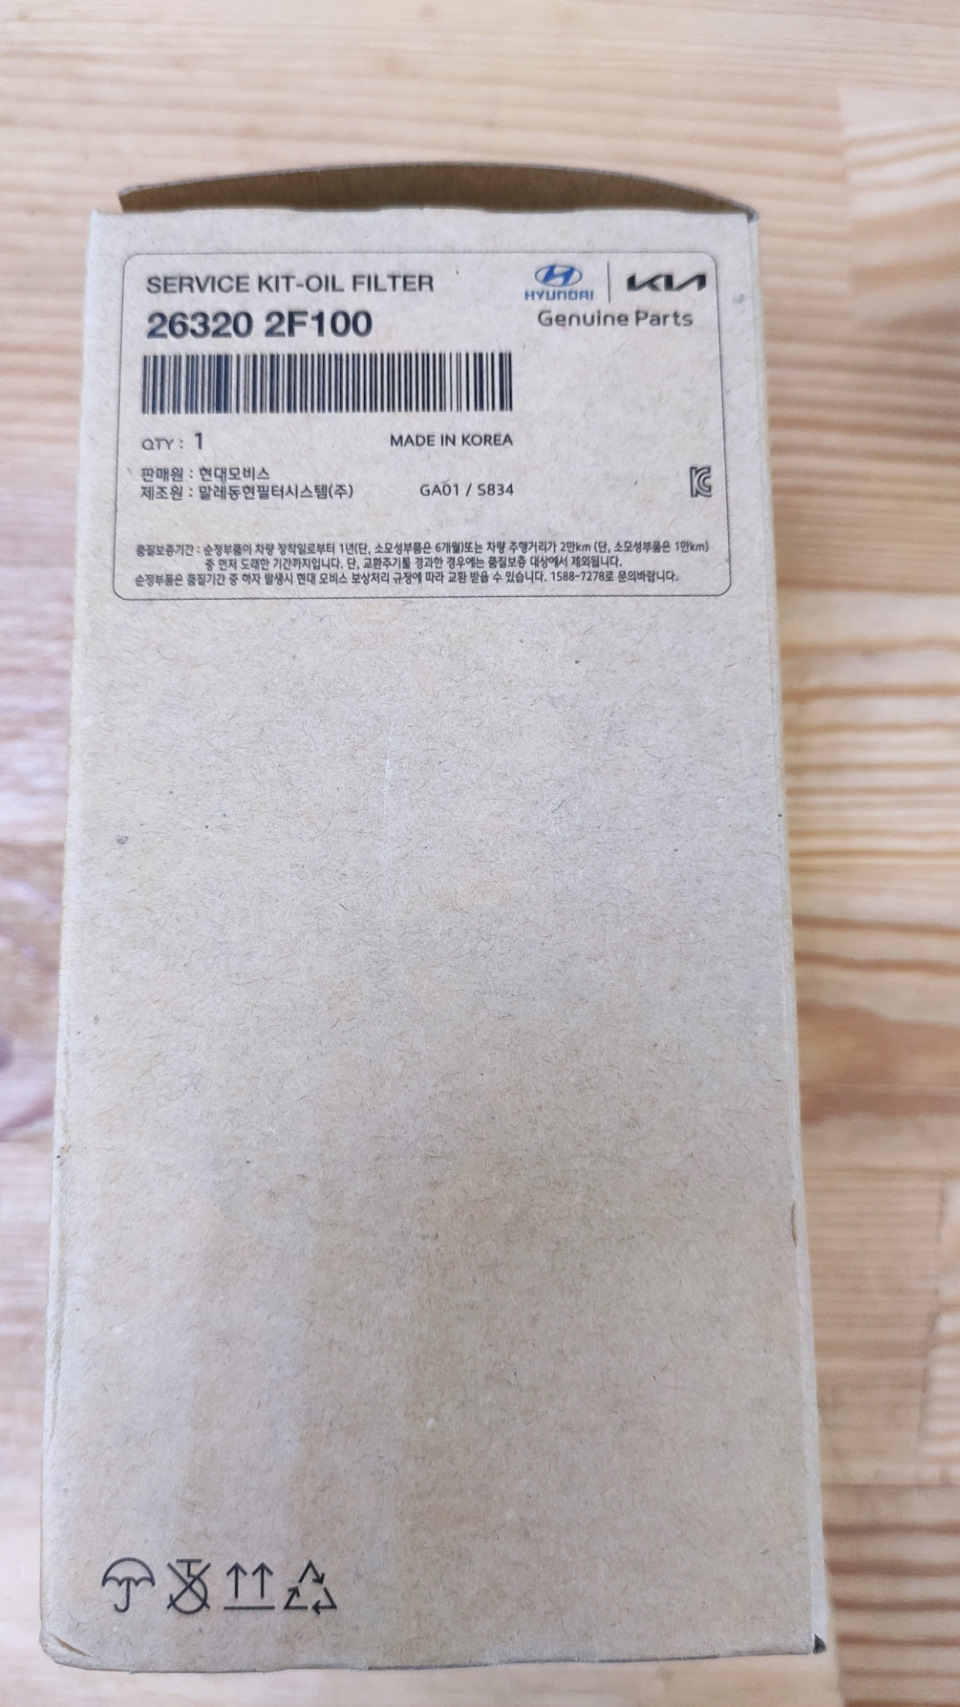 SERVICE KIT-OIL FILTER
HYUNDAI KIA
26320 2F100
Genuine Parts
QTY : 1 MADE IN KOREA
판매원 : 현대모비스
제조원 : 말레동현필터시스템(주) GA01 / S834
품질보증기간 : 순정부품이 차량 장착일로부터 1년(단, 소모성부품은 6개월)또는 차량 주행거리가 2만km (단, 소모성부품은 1만km)
중 먼저 도래한 기간까지입니다. 단, 교환주기를 경과한 경우에는 품질보증 대상에서 제외됩니다.
순정부품은 품질기간 중 하자 발생시 현대 모비스 보상처리 규정에 따라 교환 받을 수 있습니다. 1588-7278로 문의바랍니다.